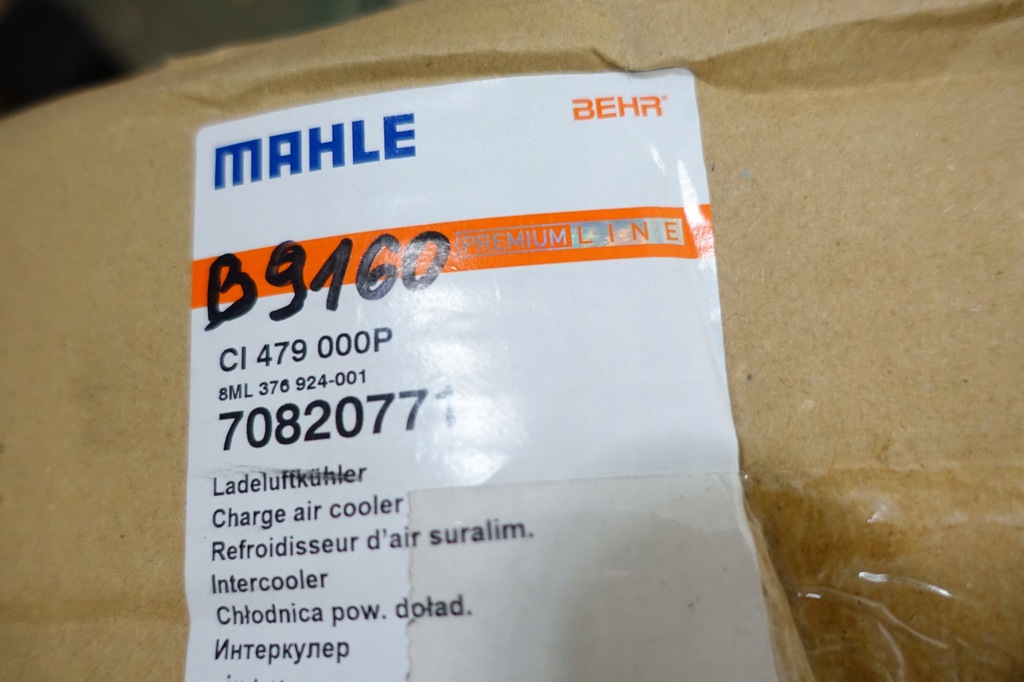 MAHLE
BEHR®
PREMIUM LINE
B9160
CI 479 000P
8ML 376 924-001
70820771
Ladeluftkühler
Charge air cooler
Refroidisseur d'air suralim.
Intercooler
Chłodnica pow. doład.
Интеркулер